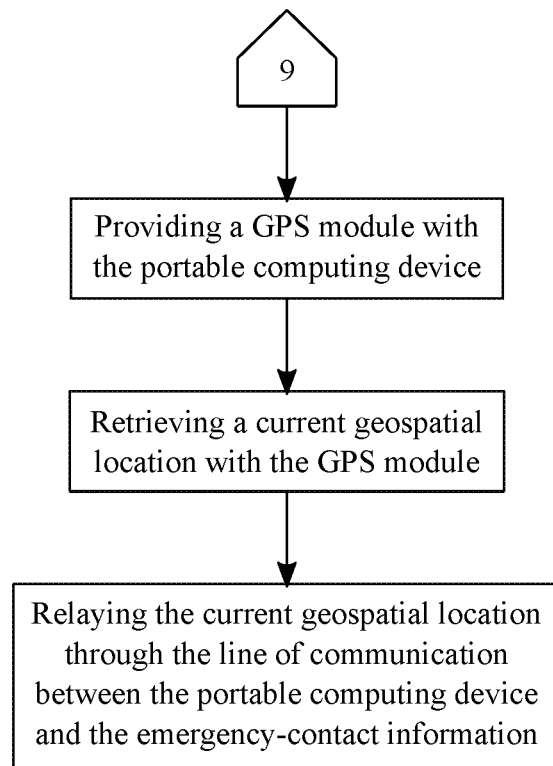 9
Providing a GPS module with
the portable computing device
Retrieving a current geospatial
location with the GPS module
Relaying the current geospatial location
through the line of communication
between the portable computing device
and the emergency-contact information